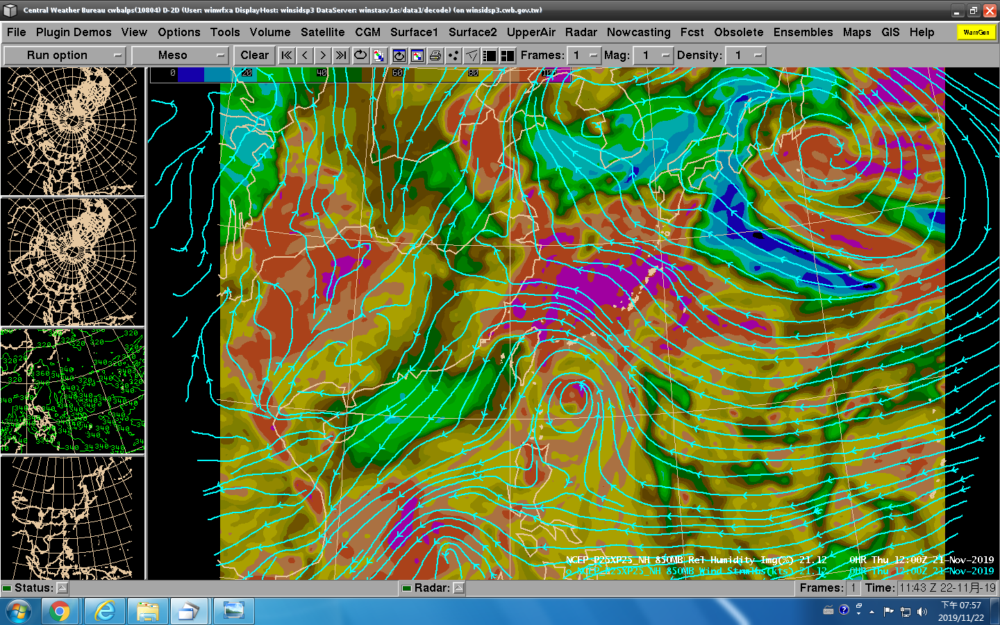 Central Weather Bureau cwbalps(10804) D-2D (User: winwfxa DisplayHost: winsidsp3 DataServer: winstasv1e:/data1/decode) (on winsidsp3.cwb.gov.tw)
File Plugin Demos View Options Tools Volume Satellite CGM Surface1 Surface2 UpperAir Radar Nowcasting Fcst Obsolete Ensembles Maps GIS Help WarnGen
Run option Meso Clear Frames: 1 Mag: 1 Density: 1
0 20 40 60 80 100
NCEP_P25XP25_NH 850MB Rel Humidity Img(%) 21.12 0HR Thu 12:00Z 21-Nov-2019
NCEP_P25XP25_NH 850MB Wind Strmlns(kts) 21.12 0HR Thu 12:00Z 21-Nov-2019
Status: Radar: Frames: 1 Time: 11:43 Z 22-11月-19
下午 07:57
2019/11/22